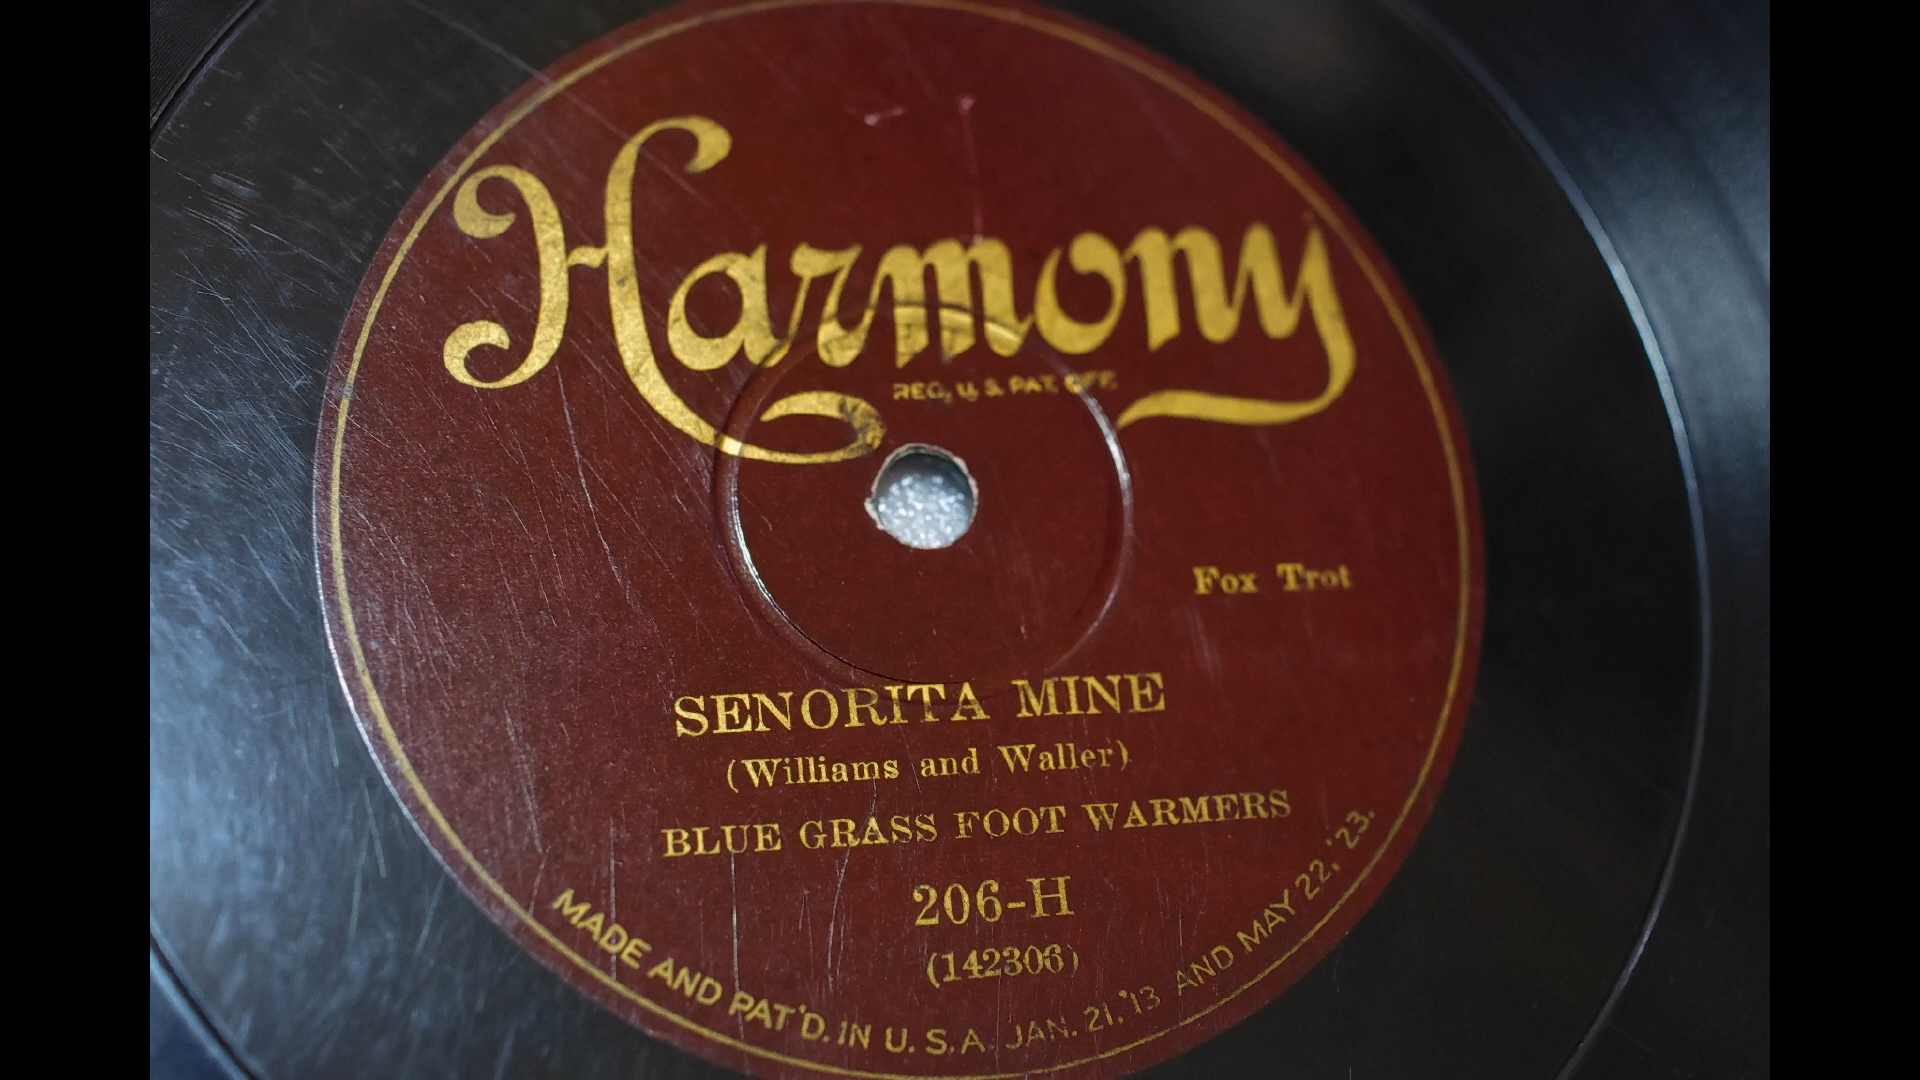 Harmony
REG. U. S. PAT. OFF.
Fox Trot
SENORITA MINE
(Williams and Waller)
BLUE GRASS FOOT WARMERS
206-H
(142306)
MADE AND PAT'D. IN U. S. A. JAN. 21, '13 AND MAY 22, '23.